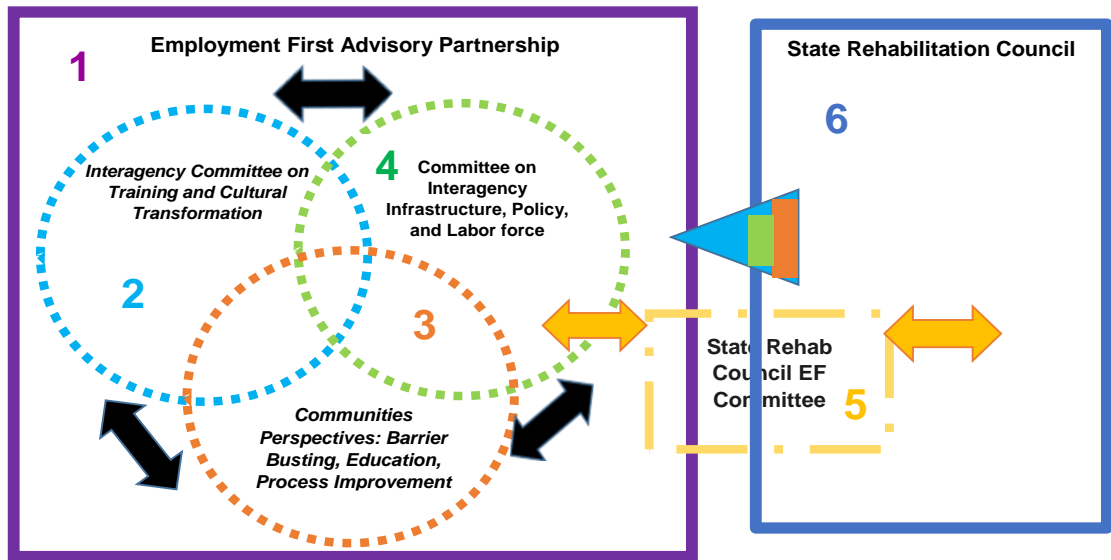 Employment First Advisory Partnership
State Rehabilitation Council
1
6
4
Interagency Committee on
Training and Cultural
Transformation
Committee on
Interagency
Infrastructure, Policy,
and Labor force
2
3
State Rehab
Council EF
Committee
5
Communities
Perspectives: Barrier
Busting, Education,
Process Improvement